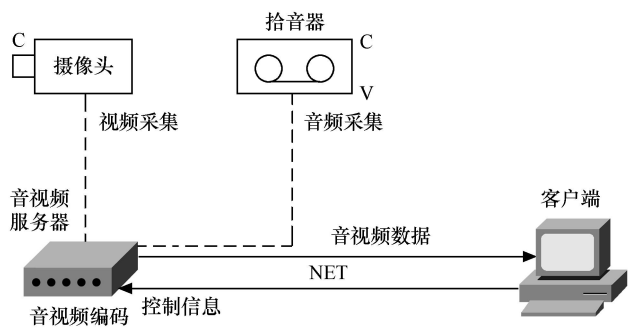 拾音器
C
摄像头
C
V
视频采集
音频采集
音视频
服务器
客户端
音视频数据
NET
控制信息
音视频编码